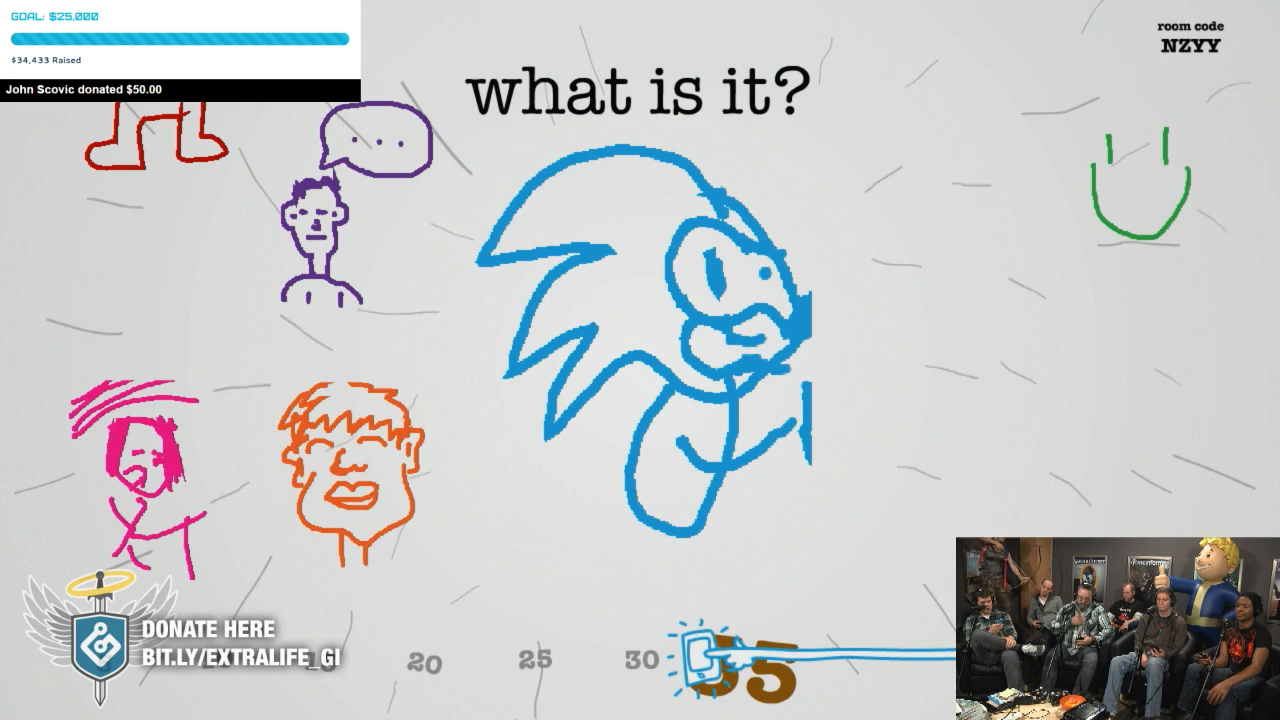 GOAL: $25,000
$34,433 Raised
John Scovic donated $50.00
room code
NZYY
what is it?
...
DONATE HERE
BIT.LY/EXTRALIFE_GI
20
25
30
35